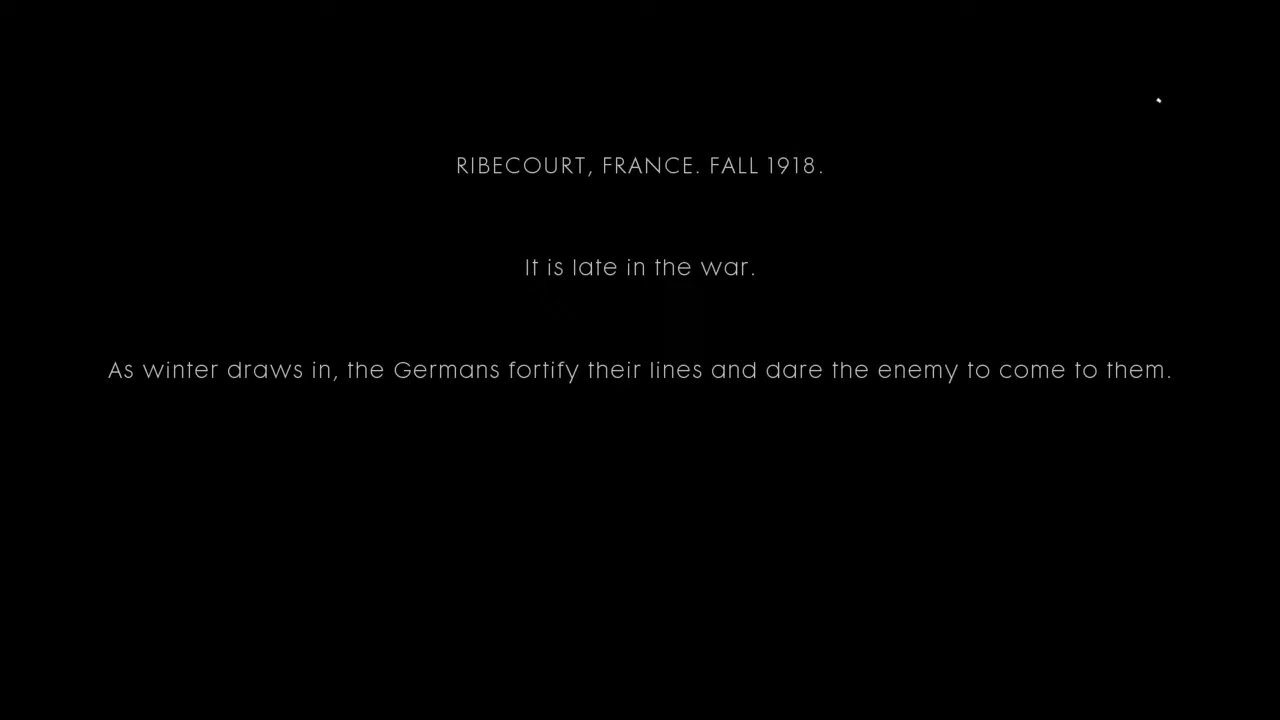 RIBECOURT, FRANCE. FALL 1918.
It is late in the war.
As winter draws in, the Germans fortify their lines and dare the enemy to come to them.